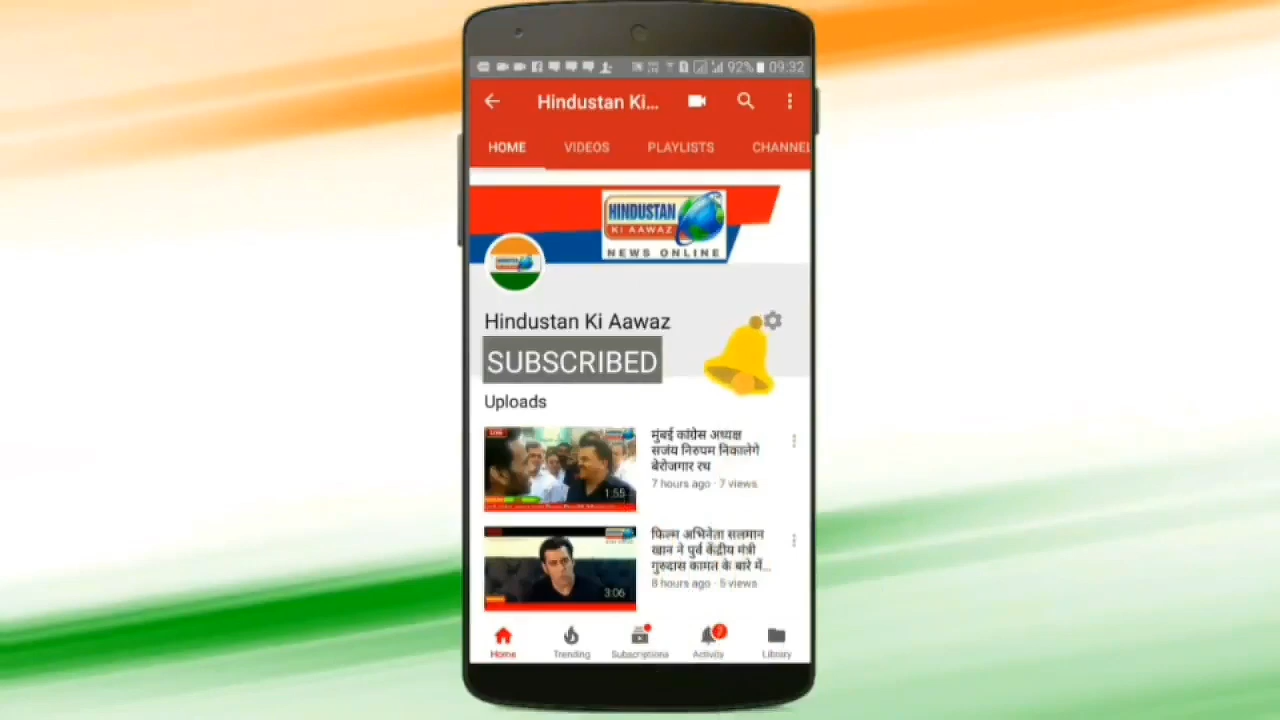 92% 09:32
Hindustan Ki...
HOME VIDEOS PLAYLISTS CHANNEL
HINDUSTAN
KI AAWAZ
NEWS ONLINE
Hindustan Ki Aawaz
SUBSCRIBED
Uploads
मुंबई कांग्रेस अध्यक्ष
सजंय निरुपम निकालेगे
बेरोजगार रथ
7 hours ago · 7 views
1:55
फिल्म अभिनेता सलमान
खान ने पुर्व केंद्रीय मंत्री
गुरुदास कामत के बारे में...
8 hours ago · 5 views
3:06
Home Trending Subscriptions Activity Library